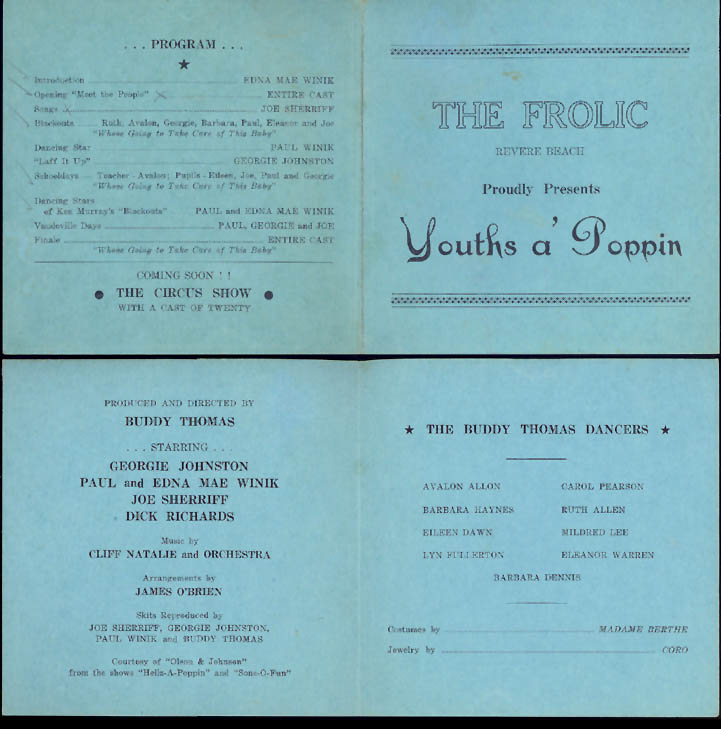 . . . PROGRAM . . .
★
Introduction ........ EDNA MAE WINIK
Opening "Meet the People" ........ ENTIRE CAST
Songs ........ JOE SHERRIFF
Blackouts ........ Ruth, Avalon, Georgie, Barbara, Paul, Eleanor and Joe
"Whose Going to Take Care of This Baby"
Dancing Star ........ PAUL WINIK
"Laff It Up" ........ GEORGIE JOHNSTON
Schooldays ........ Teacher - Avalon; Pupils - Eileen, Joe, Paul and Georgie
"Whose Going to Take Care of This Baby"
Dancing Stars
of Ken Murray's "Blackouts" ........ PAUL and EDNA MAE WINIK
Vaudeville Days ........ PAUL, GEORGIE and JOE
Finale ........ ENTIRE CAST
"Whose Going to Take Care of This Baby"
COMING SOON ! !
● THE CIRCUS SHOW ●
WITH A CAST OF TWENTY
THE FROLIC
REVERE BEACH
Proudly Presents
Youths a' Poppin
PRODUCED AND DIRECTED BY
BUDDY THOMAS
. . . STARRING . . .
GEORGIE JOHNSTON
PAUL and EDNA MAE WINIK
JOE SHERRIFF
DICK RICHARDS
Music by
CLIFF NATALIE and ORCHESTRA
Arrangements by
JAMES O'BRIEN
Skits Reproduced by
JOE SHERRIFF, GEORGIE JOHNSTON,
PAUL WINIK and BUDDY THOMAS
Courtesy of "Olson & Johnson"
from the shows "Hellz-A-Poppin" and "Sons-O-Fun"
★ THE BUDDY THOMAS DANCERS ★
AVALON ALLON CAROL PEARSON
BARBARA HAYNES RUTH ALLEN
EILEEN DAWN MILDRED LEE
LYN FULLERTON ELEANOR WARREN
BARBARA DENNIS
Costumes by ........ MADAME BERTHE
Jewelry by ........ CORO